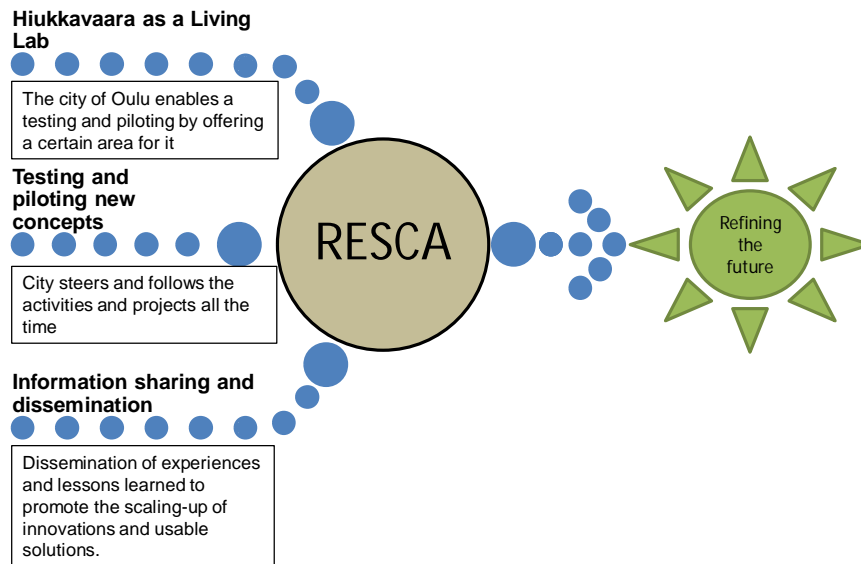 Hiukkavaara as a Living
Lab
The city of Oulu enables a
testing and piloting by offering
a certain area for it
Testing and
piloting new
concepts
City steers and follows the
activities and projects all the
time
Information sharing and
dissemination
Dissemination of experiences
and lessons learned to
promote the scaling-up of
innovations and usable
solutions.
RESCA
Refining
the
future